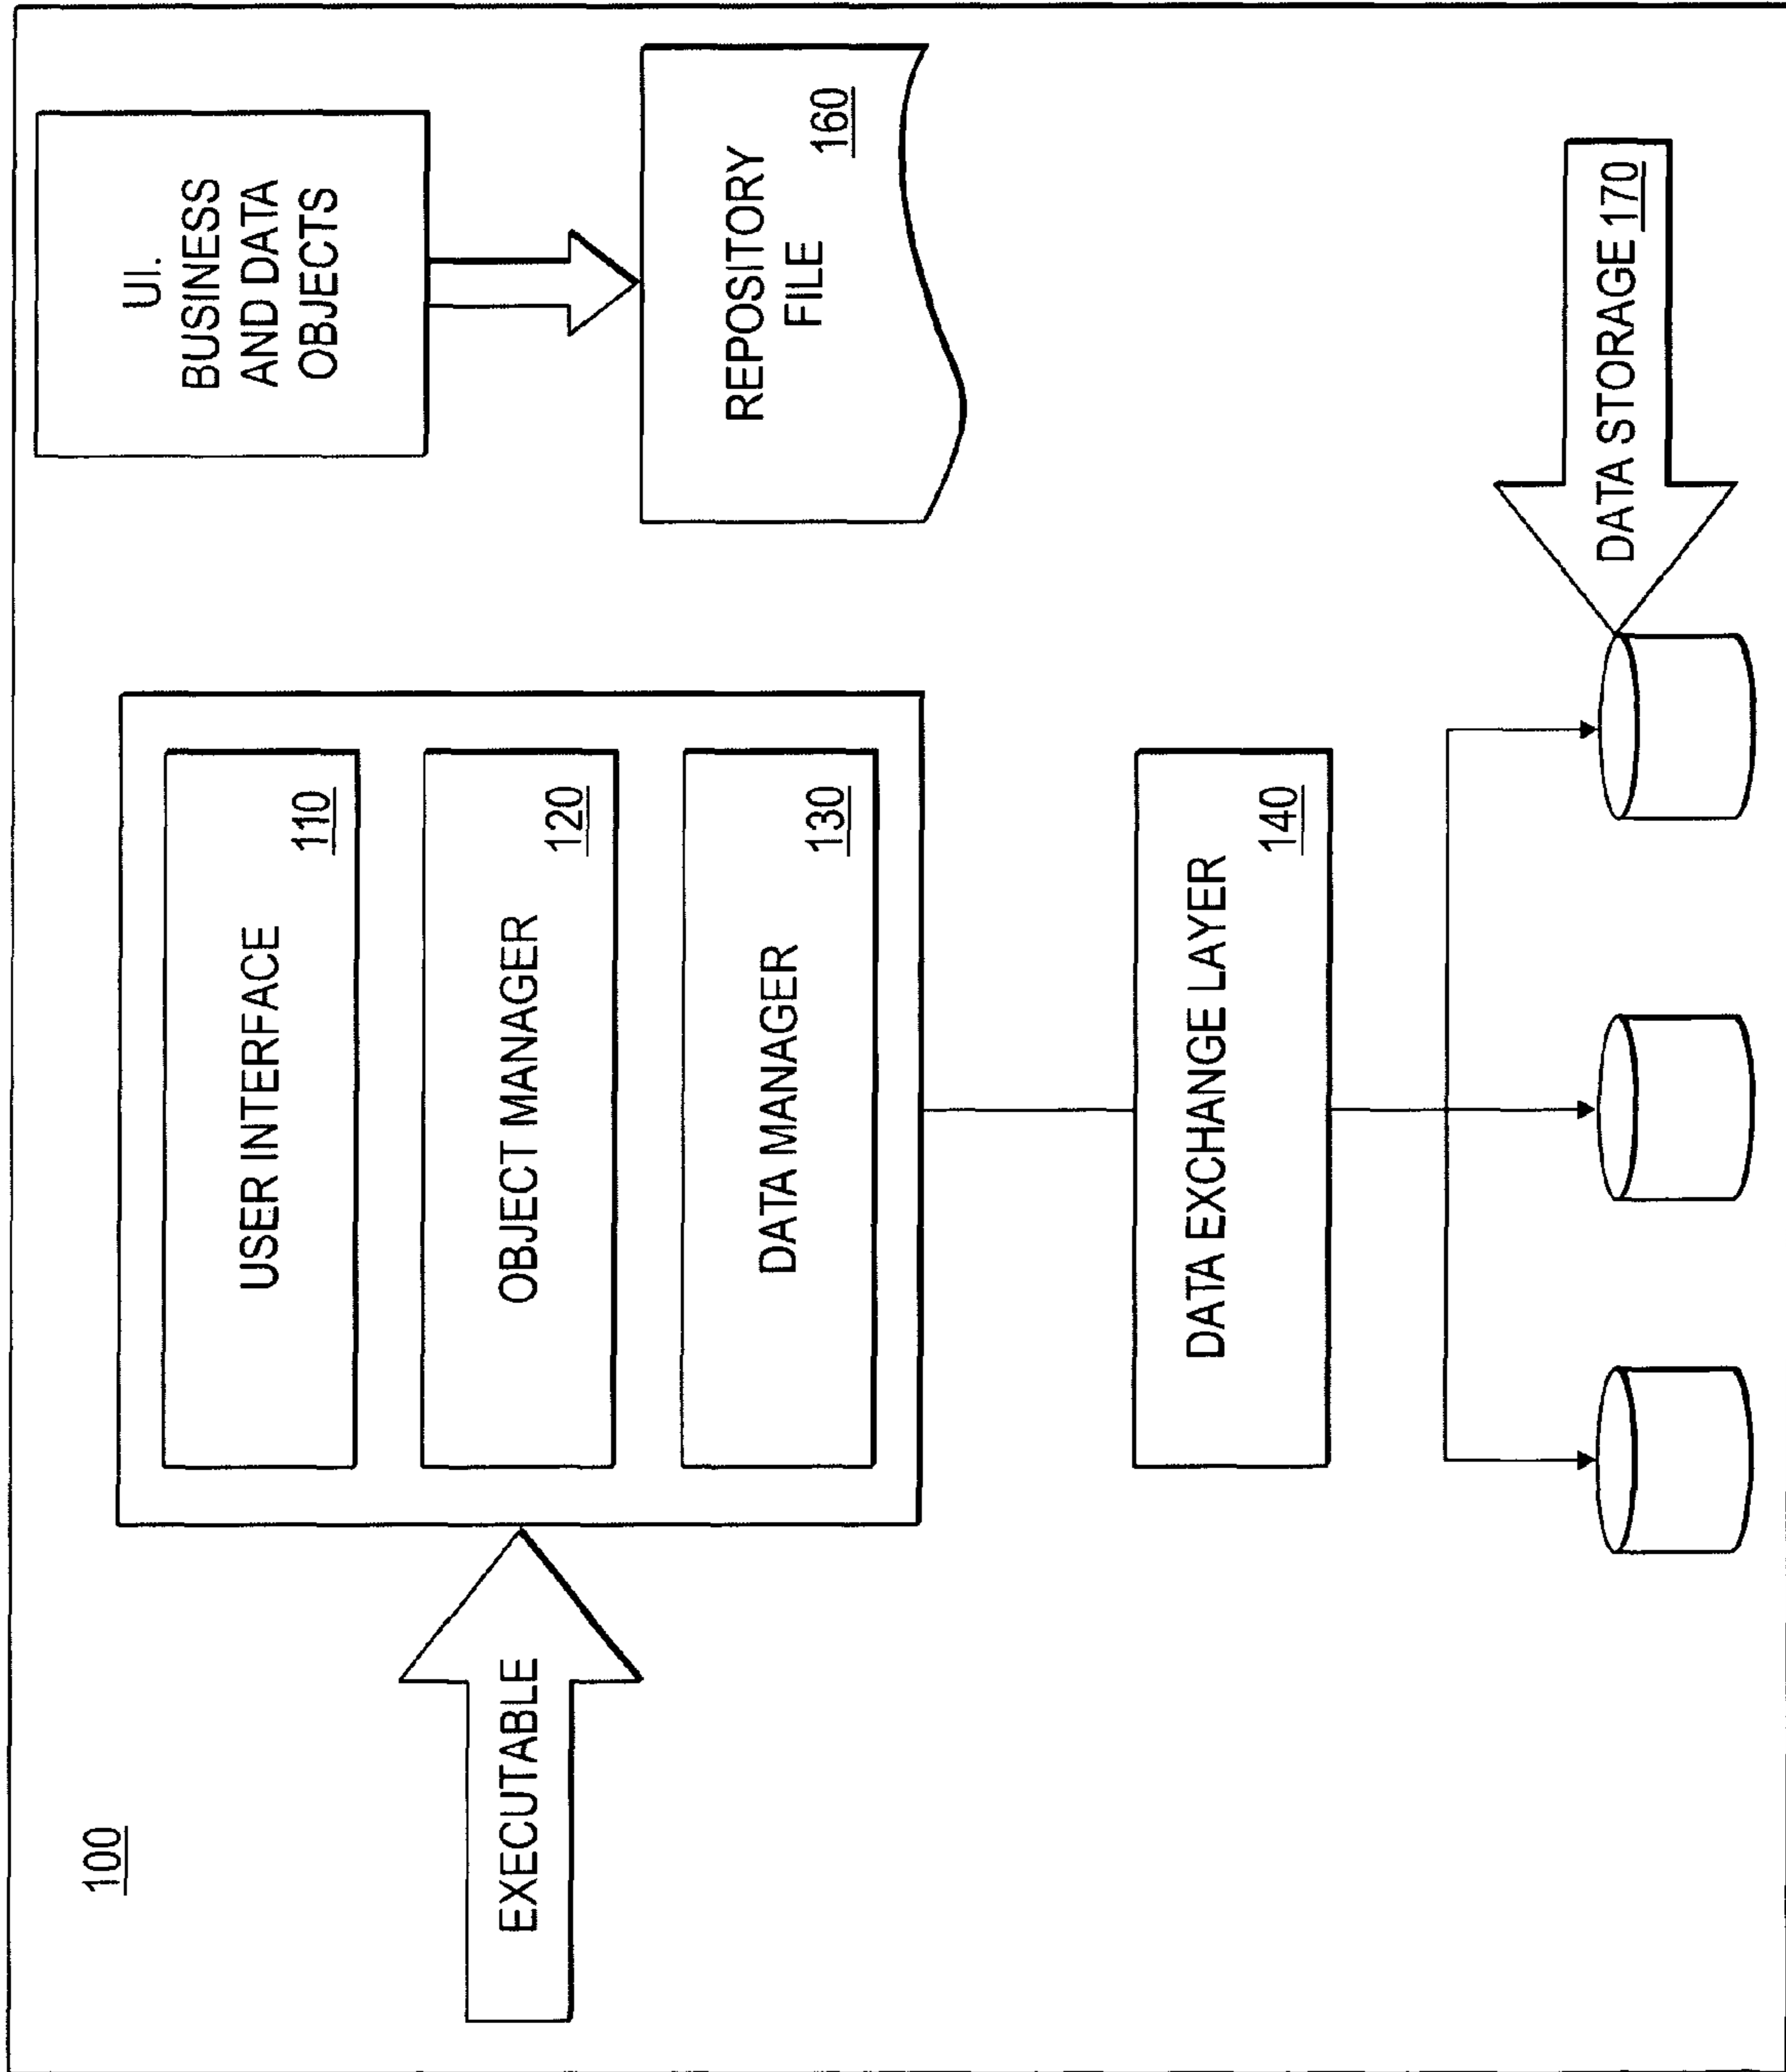 100
EXECUTABLE
USER INTERFACE
110
OBJECT MANAGER
120
DATA MANAGER
130
DATA EXCHANGE LAYER
140
UI.
BUSINESS
AND DATA
OBJECTS
REPOSITORY
FILE
160
DATA STORAGE 170